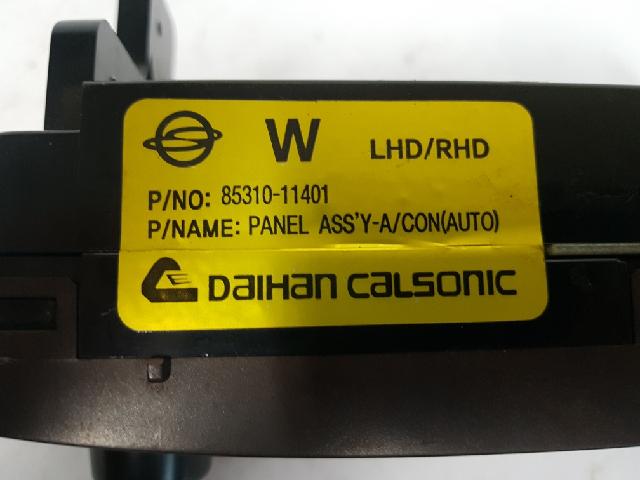 W LHD/RHD
P/NO: 85310-11401
P/NAME: PANEL ASS'Y-A/CON(AUTO)
DAIHAN CALSONIC